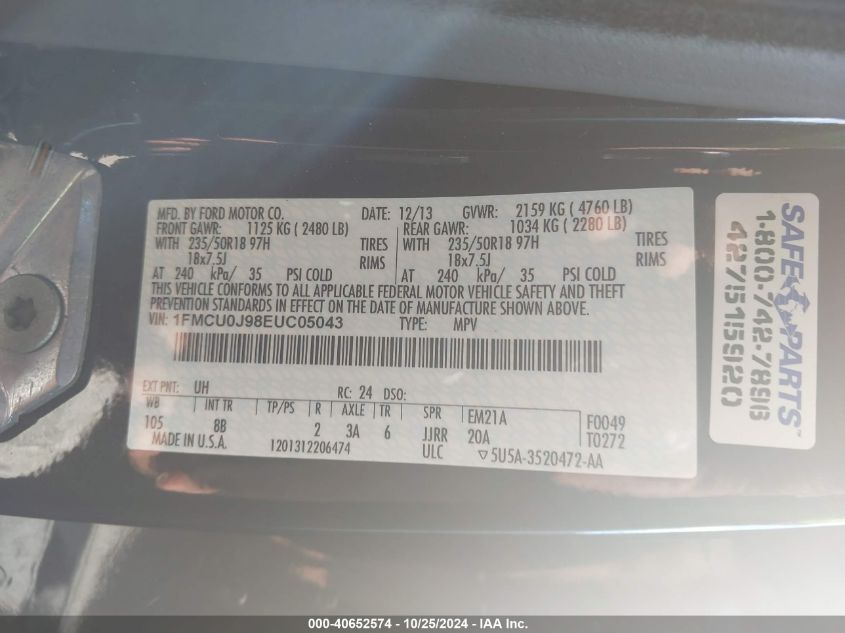 MFD. BY FORD MOTOR CO. DATE: 12/13 GVWR: 2159 KG ( 4760 LB)
FRONT GAWR: 1125 KG ( 2480 LB) REAR GAWR: 1034 KG ( 2280 LB)
WITH 235/50R18 97H TIRES WITH 235/50R18 97H TIRES
18x7.5J RIMS 18x7.5J RIMS
AT 240 kPa/ 35 PSI COLD AT 240 kPa/ 35 PSI COLD
THIS VEHICLE CONFORMS TO ALL APPLICABLE FEDERAL MOTOR VEHICLE SAFETY AND THEFT
PREVENTION STANDARDS IN EFFECT ON THE DATE OF MANUFACTURE SHOWN ABOVE.
VIN: 1FMCU0J98EUC05043 TYPE: MPV
EXT PNT: UH RC: 24 DSO:
WB INT TR TP/PS R AXLE TR SPR EM21A F0049
105 8B 2 3A 6 JJRR 20A T0272
MADE IN U.S.A. 1201312206474 ULC ▽5U5A-3520472-AA
SAFE PARTS
1-800-742-7896
427515920
000-40652574 - 10/25/2024 - IAA Inc.